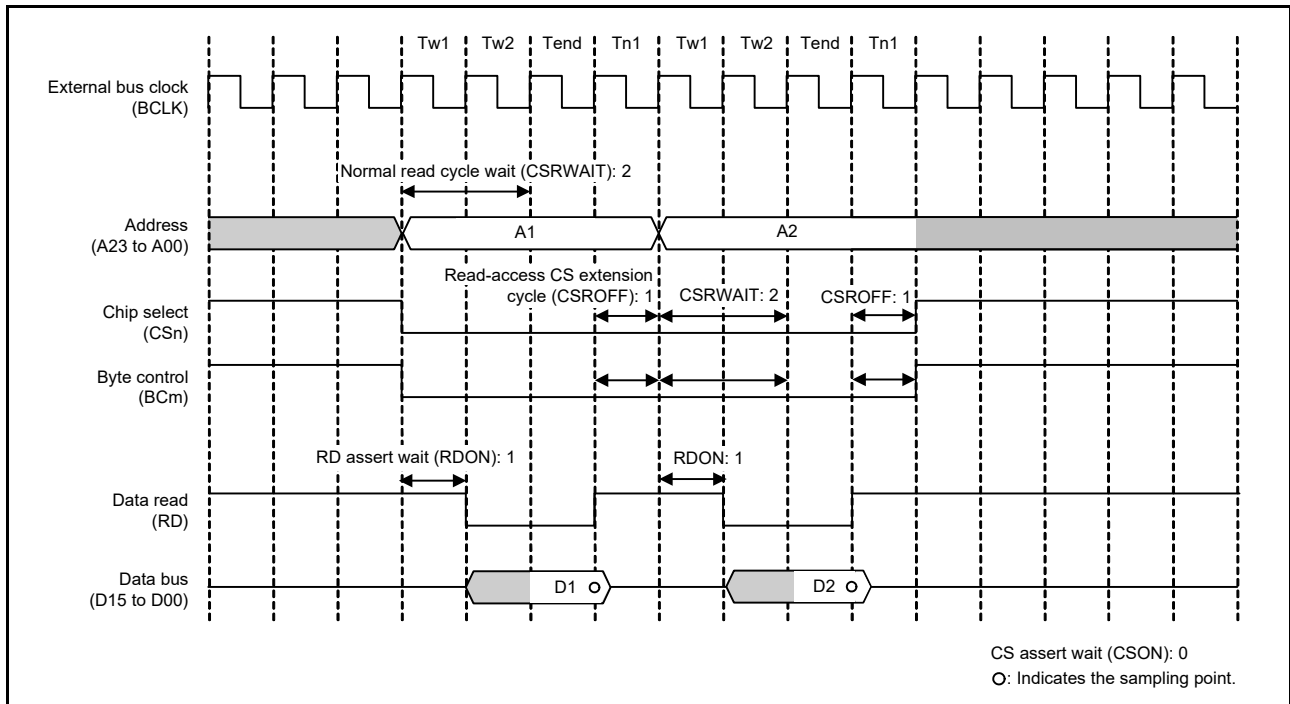 Tw1 Tw2 Tend Tn1 Tw1 Tw2 Tend Tn1
External bus clock
(BCLK)
Normal read cycle wait (CSRWAIT): 2
Address
(A23 to A00)
A1 A2
Read-access CS extension
cycle (CSROFF): 1 CSRWAIT: 2 CSROFF: 1
Chip select
(CSn)
Byte control
(BCm)
RD assert wait (RDON): 1 RDON: 1
Data read
(RD)
Data bus
(D15 to D00)
D1 D2
CS assert wait (CSON): 0
O: Indicates the sampling point.